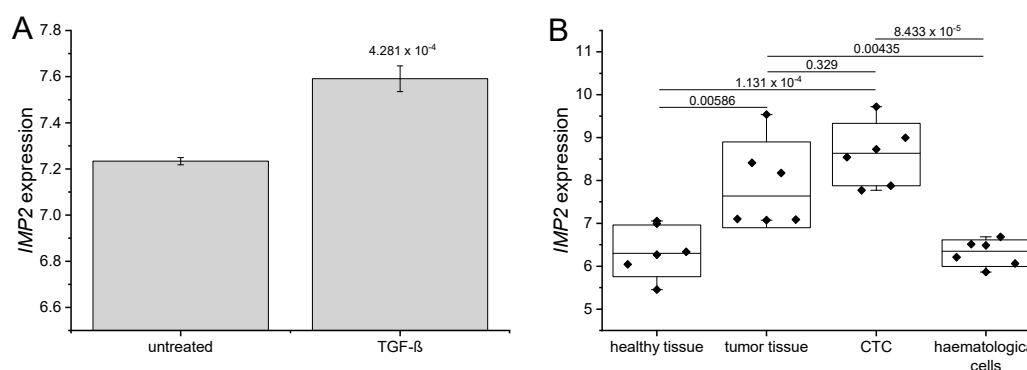 A
IMP2 expression
7.8
7.6
7.4
7.2
7.0
6.8
6.6
4.281 x 10⁻⁴
untreated
TGF-ß
B
IMP2 expression
11
10
9
8
7
6
5
8.433 x 10⁻⁵
0.00435
0.329
1.131 x 10⁻⁴
0.00586
healthy tissue
tumor tissue
CTC
haematological
cells